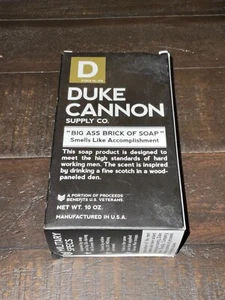 D
DUKE
CANNON
SUPPLY CO.
"BIG ASS BRICK OF SOAP"
Smells Like Accomplishment
This soap product is designed to
meet the high standards of hard
working men. The scent is inspired
by drinking a fine scotch in a wood-
paneled den.
A PORTION OF PROCEEDS
BENEFITS U.S. VETERANS.
NET WT. 10 OZ.
MANUFACTURED IN U.S.A.
MILITARY
SPECS